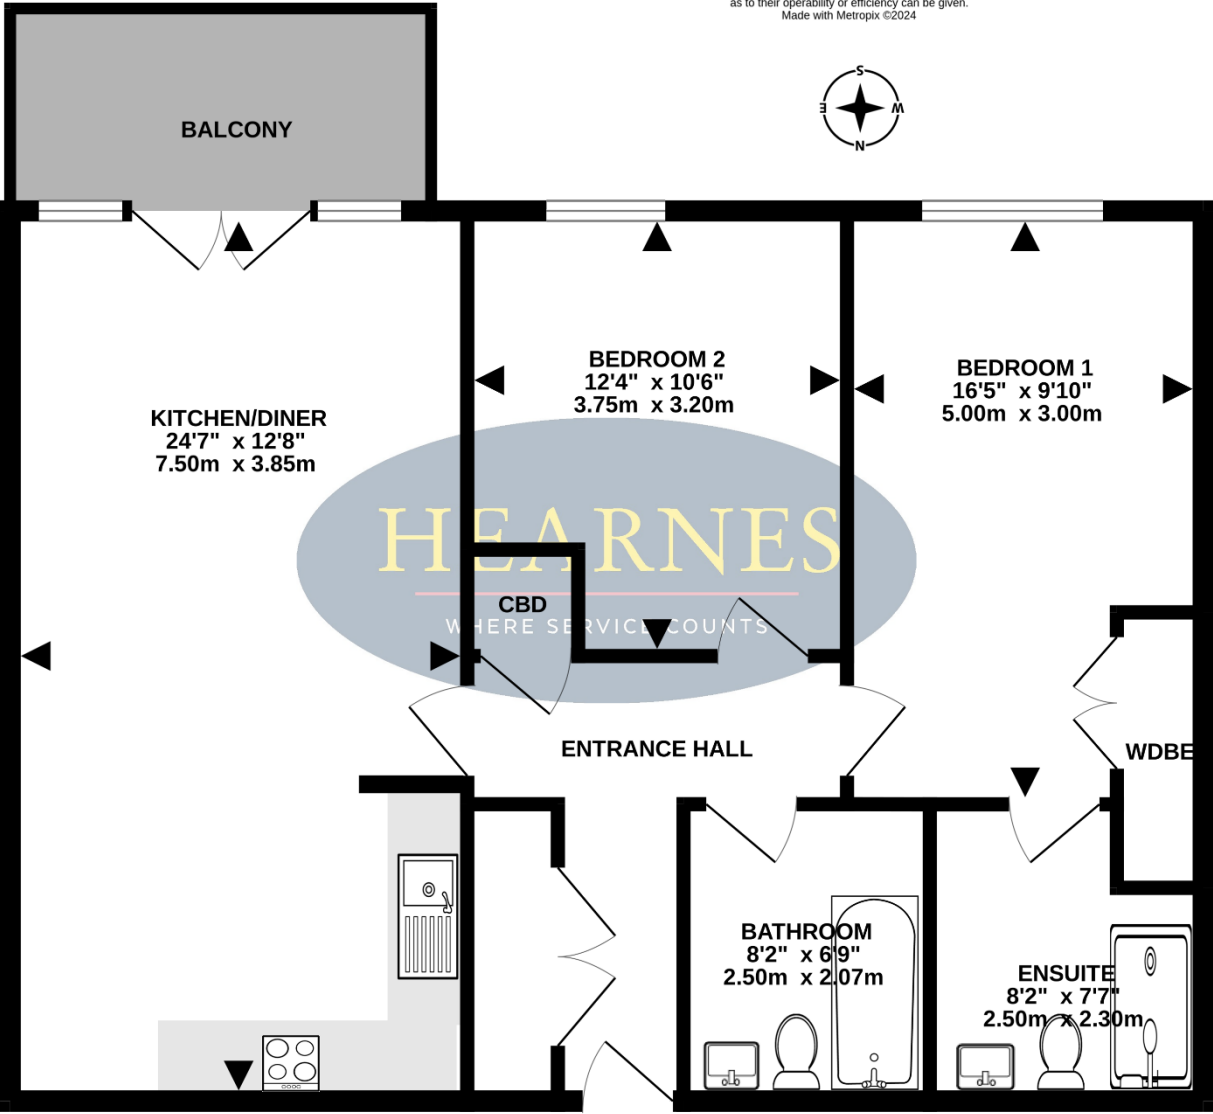 as to their operability or efficiency can be given.
Made with Metropix ©2024
S
E W
N
BALCONY
BEDROOM 2
12'4" x 10'6"
3.75m x 3.20m
BEDROOM 1
16'5" x 9'10"
5.00m x 3.00m
KITCHEN/DINER
24'7" x 12'8"
7.50m x 3.85m
HEARNES
WHERE SERVICE COUNTS
CBD
ENTRANCE HALL
WDBE
BATHROOM
8'2" x 6'9"
2.50m x 2.07m
ENSUITE
8'2" x 7'7"
2.50m x 2.30m